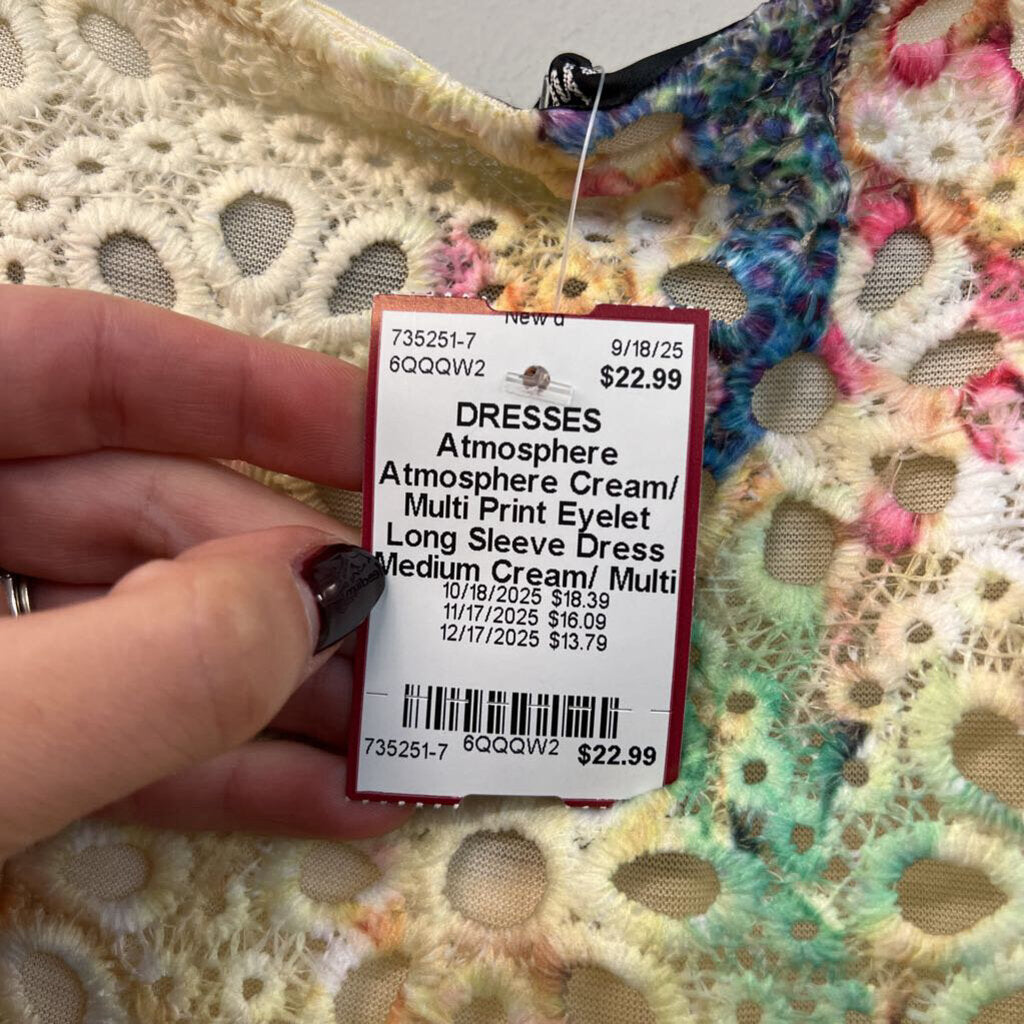 New
735251-7
9/18/25
6QQQW2
$22.99
DRESSES
Atmosphere
Atmosphere Cream/
Multi Print Eyelet
Long Sleeve Dress
Medium Cream/ Multi
10/18/2025 $18.39
11/17/2025 $16.09
12/17/2025 $13.79
735251-7 6QQQW2 $22.99